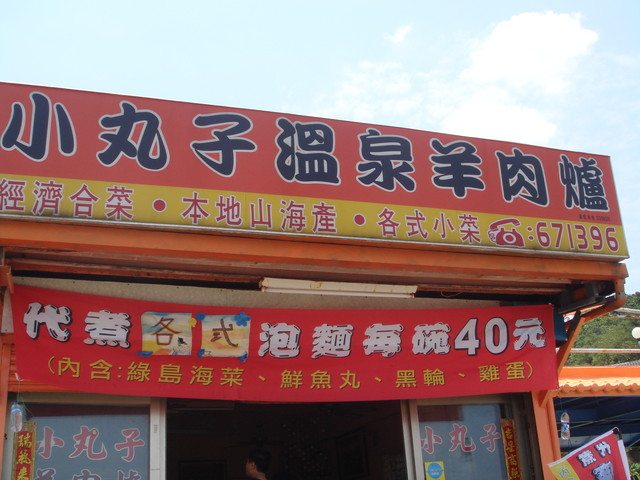 小丸子溫泉羊肉爐
經濟合菜・本地山海產・各式小菜☎:671396
代煮各式泡麵每碗40元
(內含:綠島海菜、鮮魚丸、黑輪、雞蛋)
小丸子
小丸子